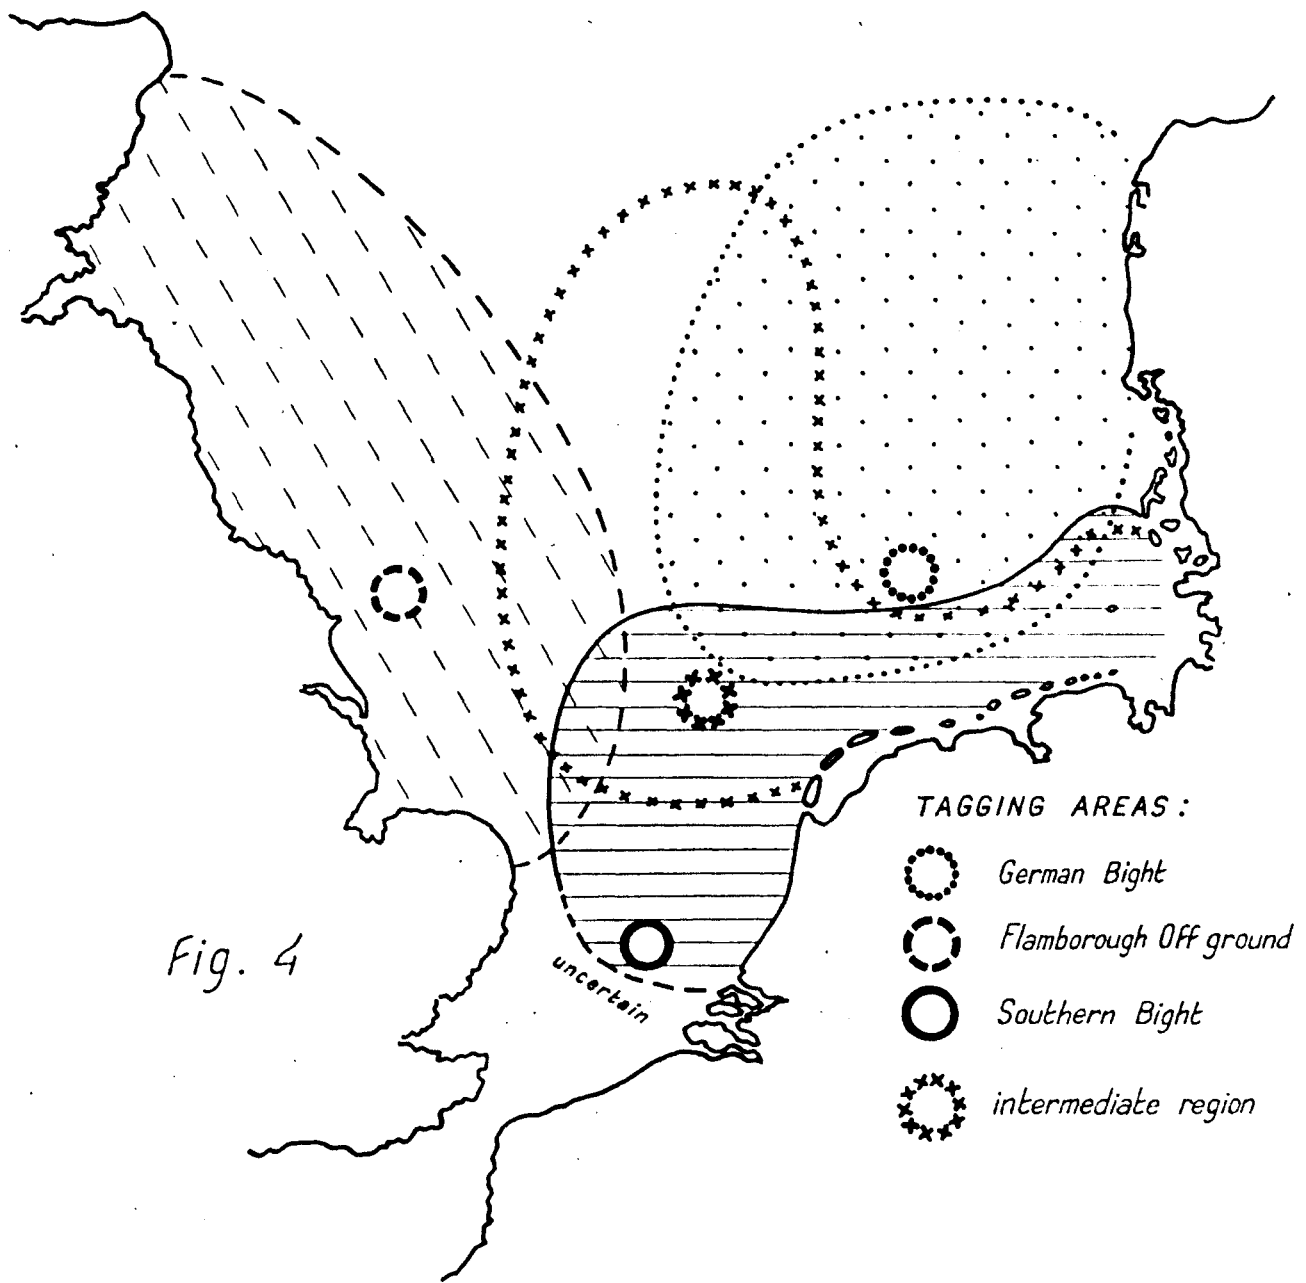 Fig. 4
uncertain
TAGGING AREAS:
German Bight
Flamborough Off ground
Southern Bight
intermediate region